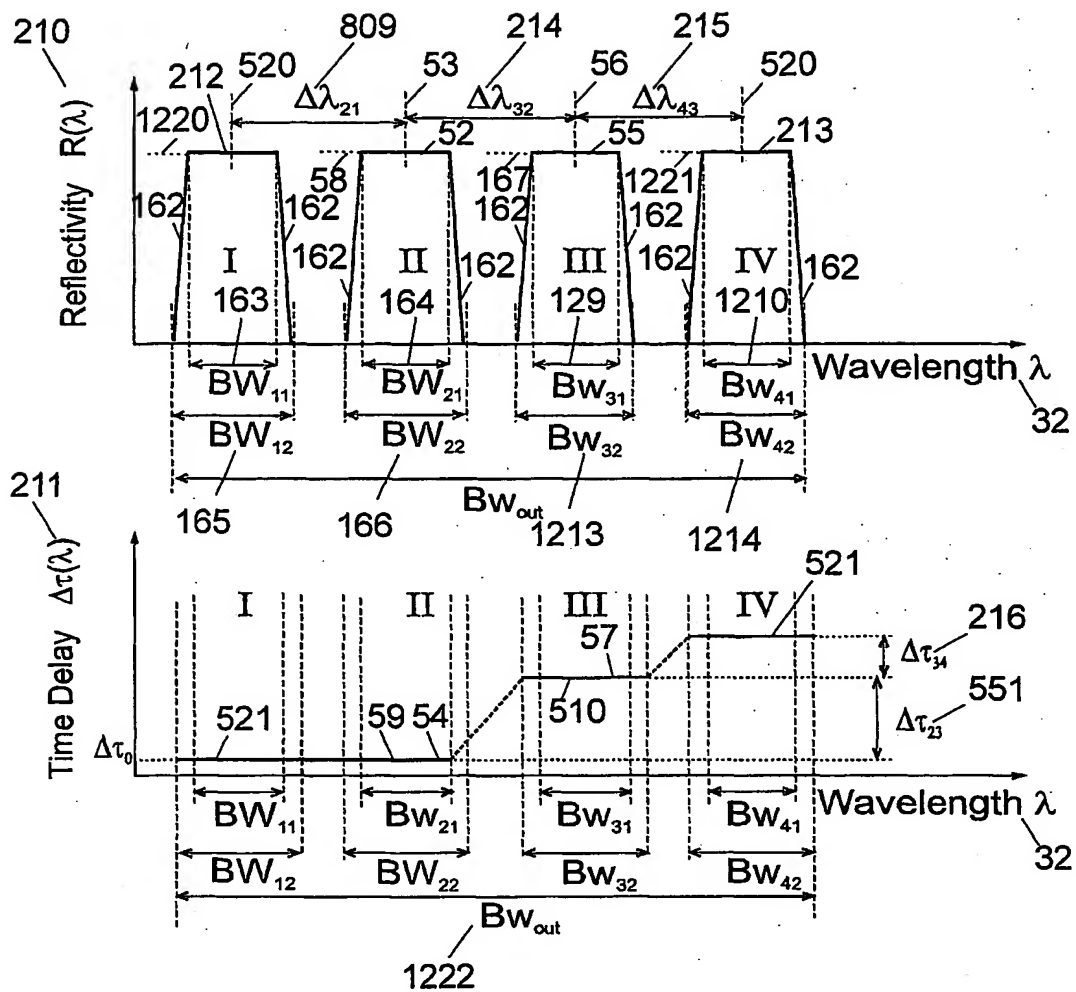 210
809
214
215
212
520
53
56
520
Δλ₂₁
Δλ₃₂
Δλ₄₃
1220
52
55
213
58
167
1221
Reflectivity R(λ)
162
162
162
162
162
162
162
162
I
II
III
IV
163
164
129
1210
BW₁₁
BW₂₁
Bw₃₁
Bw₄₁
Wavelength λ
32
BW₁₂
BW₂₂
Bw₃₂
Bw₄₂
Bw_out
165
166
1213
1214
211
Time Delay Δτ(λ)
I
II
III
IV
521
57
216
Δτ₃₄
510
551
Δτ₂₃
521
59
54
Δτ₀
BW₁₁
Bw₂₁
Bw₃₁
Bw₄₁
Wavelength λ
32
BW₁₂
BW₂₂
Bw₃₂
Bw₄₂
Bw_out
1222